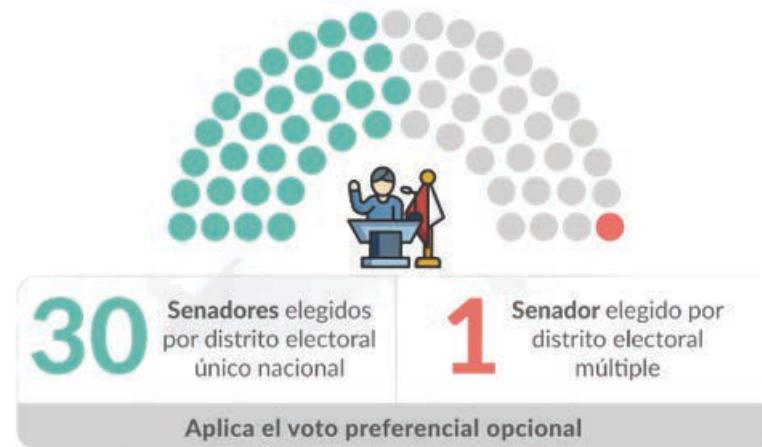 30
Senadores elegidos
por distrito electoral
único nacional
1
Senador elegido por
distrito electoral
múltiple
Aplica el voto preferencial opcional